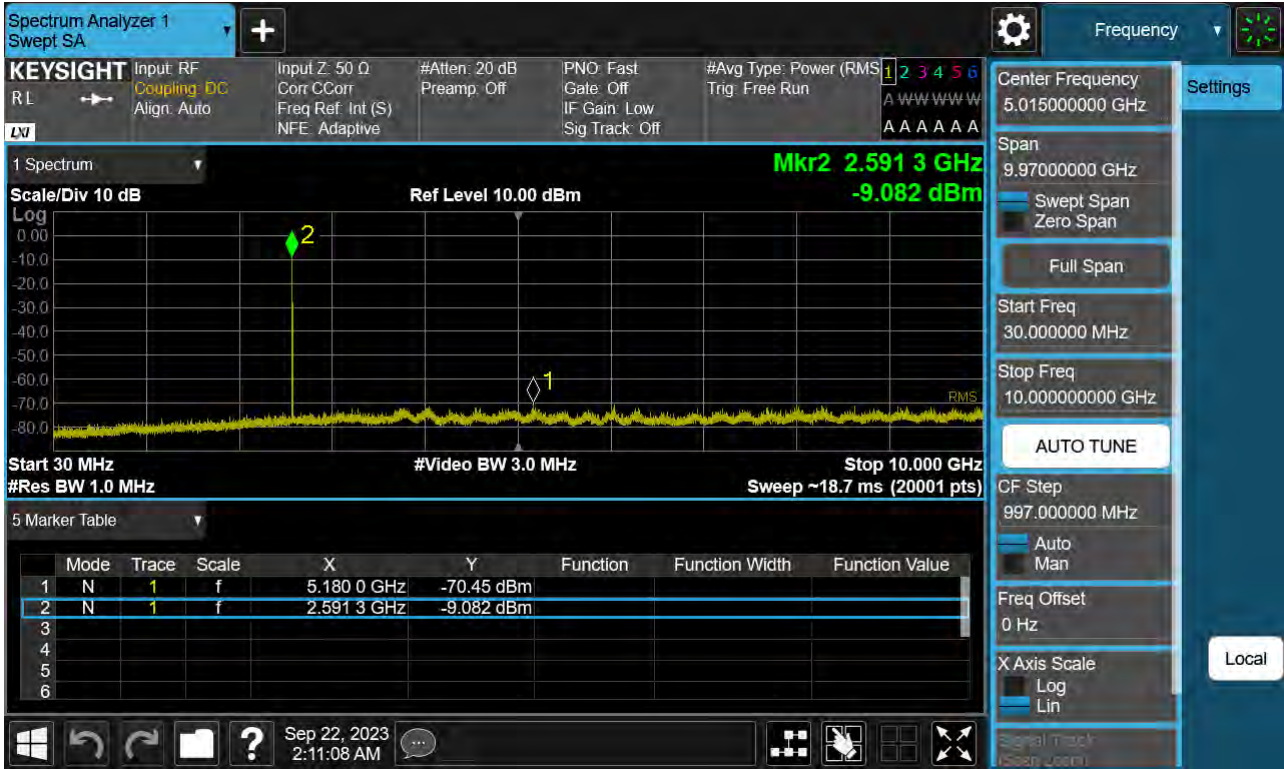 Spectrum Analyzer 1
Swept SA
+
Frequency
KEYSIGHT
R L
LXI
Input: RF
Coupling: DC
Align: Auto
Input Z: 50 Ω
Corr CCorr
Freq Ref: Int (S)
NFE: Adaptive
#Atten: 20 dB
Preamp: Off
PNO: Fast
Gate: Off
IF Gain: Low
Sig Track: Off
#Avg Type: Power (RMS
Trig: Free Run
1 2 3 4 5 6
A W W W W W
A A A A A A
1 Spectrum
Scale/Div 10 dB
Ref Level 10.00 dBm
Mkr2 2.591 3 GHz
-9.082 dBm
Log
0.00
-10.0
-20.0
-30.0
-40.0
-50.0
-60.0
-70.0
-80.0
2
1
RMS
Start 30 MHz
#Video BW 3.0 MHz
Stop 10.000 GHz
#Res BW 1.0 MHz
Sweep ~18.7 ms (20001 pts)
5 Marker Table
Mode Trace Scale X Y Function Function Width Function Value
1 N 1 f 5.180 0 GHz -70.45 dBm
2 N 1 f 2.591 3 GHz -9.082 dBm
3
4
5
6
Sep 22, 2023
2:11:08 AM
?
Center Frequency
5.015000000 GHz
Span
9.97000000 GHz
Swept Span
Zero Span
Full Span
Start Freq
30.000000 MHz
Stop Freq
10.000000000 GHz
AUTO TUNE
CF Step
997.000000 MHz
Auto
Man
Freq Offset
0 Hz
X Axis Scale
Log
Lin
Signal Track
(Span Zoom)
Settings
Local